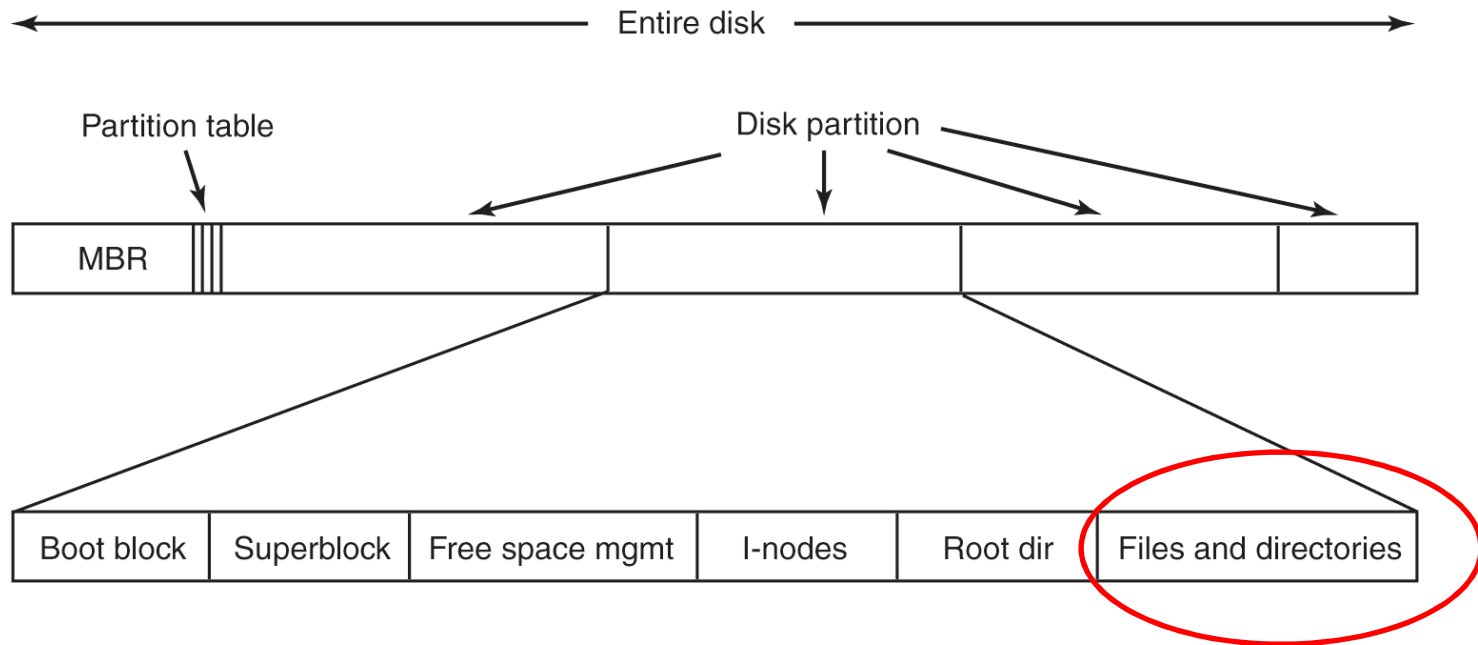 Entire disk
Partition table
Disk partition
MBR
Boot block
Superblock
Free space mgmt
I-nodes
Root dir
Files and directories